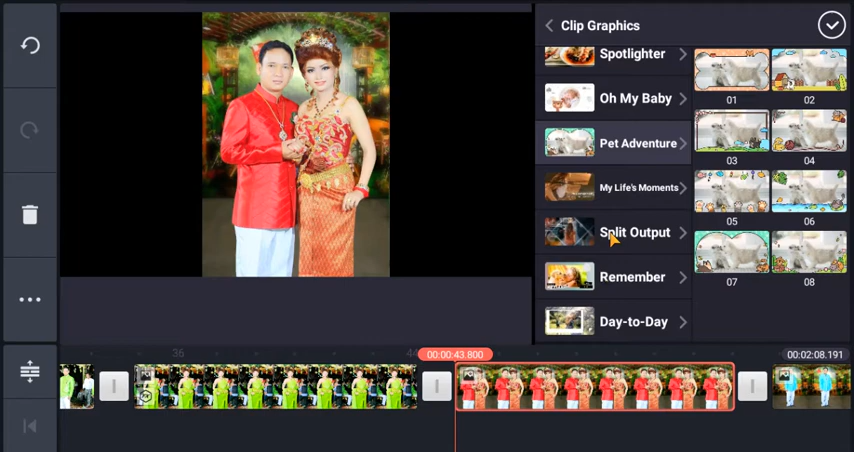 Clip Graphics
Spotlighter
Oh My Baby
Pet Adventure
My Life's Moments
Split Output
Remember
Day-to-Day
01
02
03
04
05
06
07
08
36
44
00:00:43.800
00:02:08.191